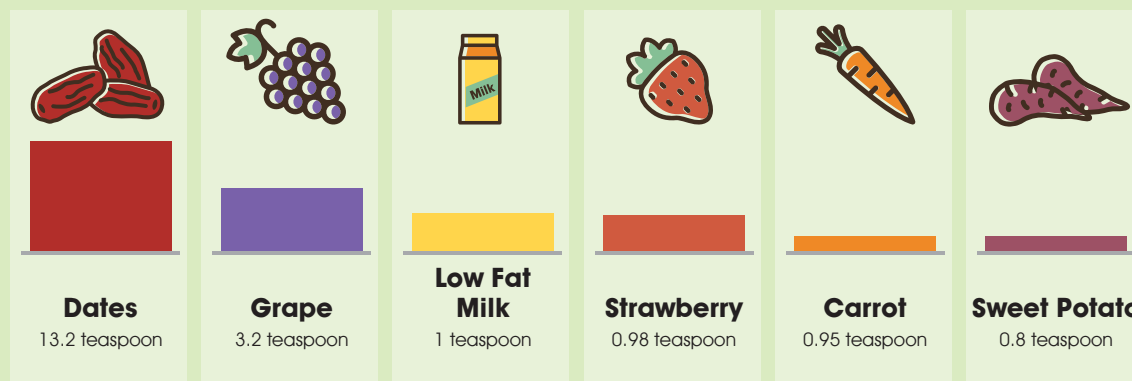 Milk
Dates
13.2 teaspoon
Grape
3.2 teaspoon
Low Fat
Milk
1 teaspoon
Strawberry
0.98 teaspoon
Carrot
0.95 teaspoon
Sweet Potato
0.8 teaspoon